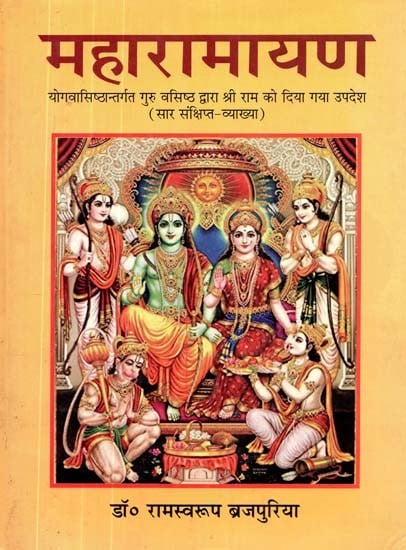 महारामायण
योगवासिष्ठान्तर्गत गुरु वसिष्ठ द्वारा श्री राम को दिया गया उपदेश
(सार संक्षिप्त-व्याख्या)
डॉ० रामस्वरूप ब्रजपुरिया